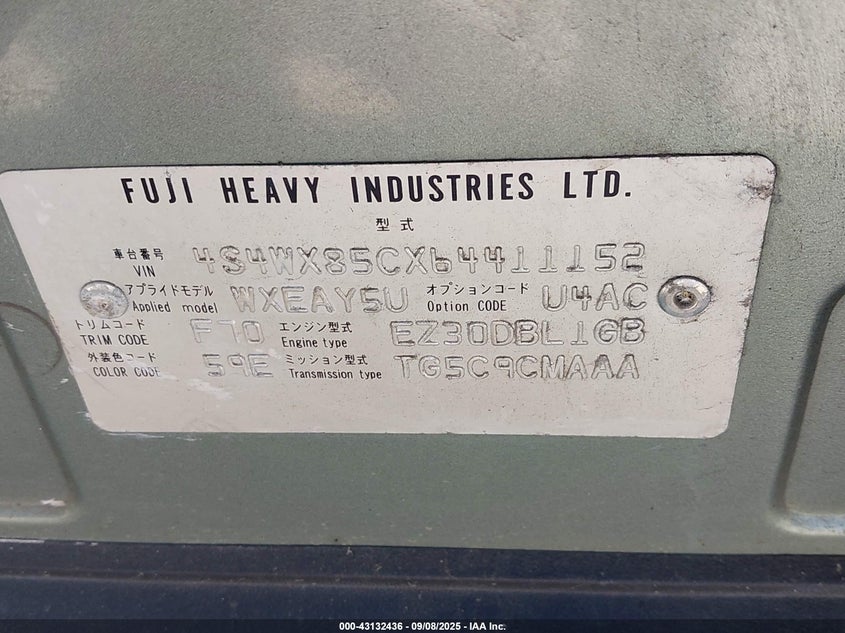 FUJI HEAVY INDUSTRIES LTD.
型式
車台番号 VIN 4S4WX85CX64411152
アプライドモデル Applied model WXEAY5U オプションコード Option CODE U4AC
トリムコード TRIM CODE F70 エンジン型式 Engine type EZ30DBL1GB
外装色コード COLOR CODE 59E ミッション型式 Transmission type TG5C9CMAAA
000-43132436 - 09/08/2025 - IAA Inc.